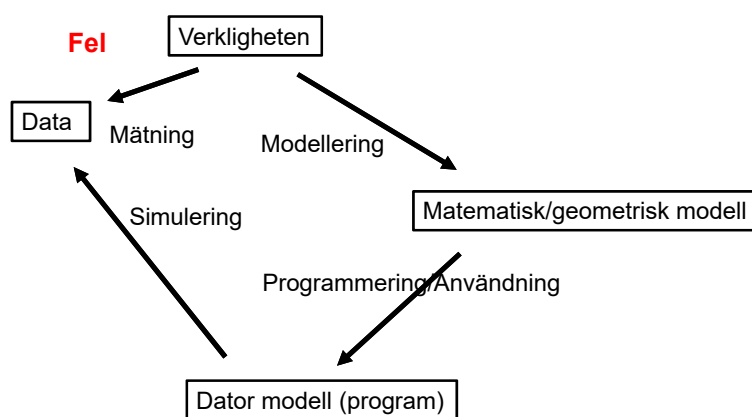 Fel
Verkligheten
Data
Mätning
Modellering
Simulering
Matematisk/geometrisk modell
Programmering/Användning
Dator modell (program)